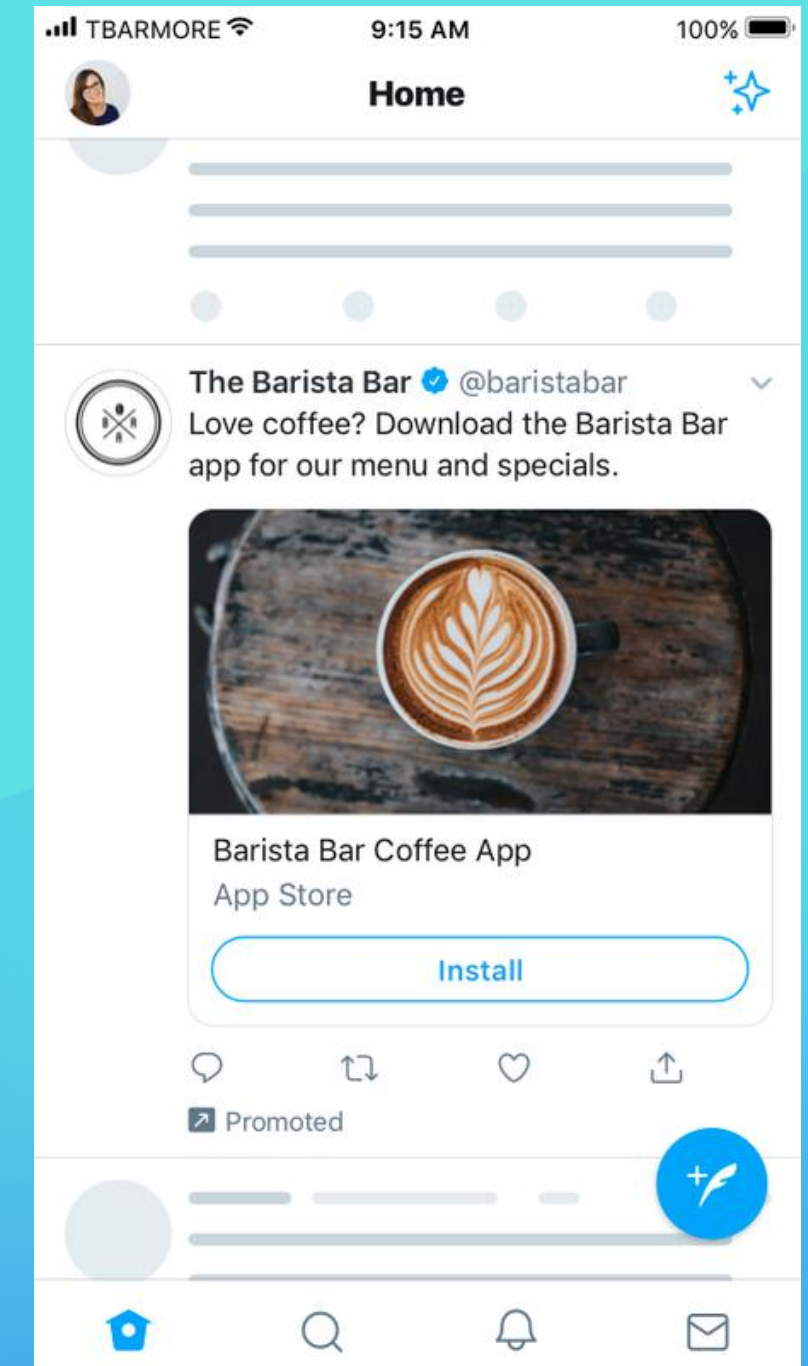 TBARMORE 9:15 AM 100%
Home
The Barista Bar @baristabar
Love coffee? Download the Barista Bar
app for our menu and specials.
Barista Bar Coffee App
App Store
Install
Promoted